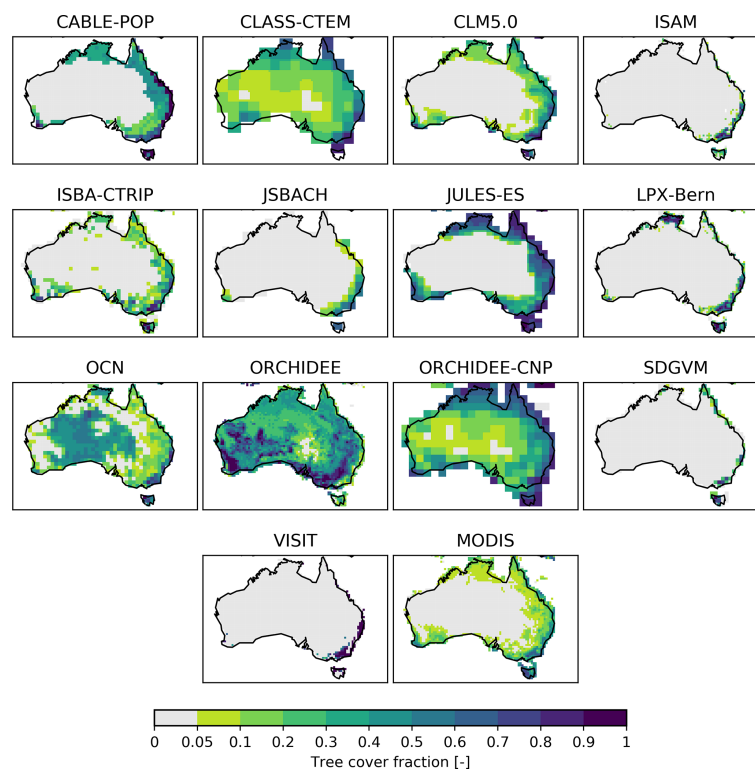 CABLE-POP CLASS-CTEM CLM5.0 ISAM
ISBA-CTRIP JSBACH JULES-ES LPX-Bern
OCN ORCHIDEE ORCHIDEE-CNP SDGVM
VISIT MODIS
0 0.05 0.1 0.2 0.3 0.4 0.5 0.6 0.7 0.8 0.9 1
Tree cover fraction [-]